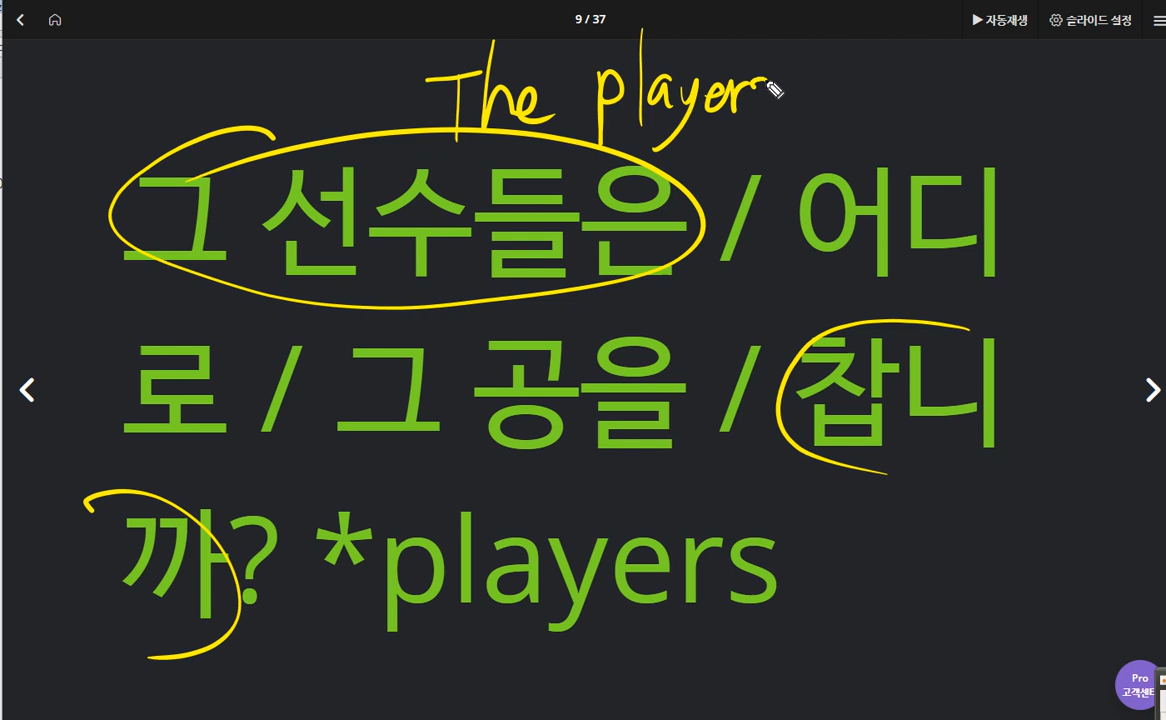 9 / 37
▶ 자동재생
슬라이드 설정
The player
그 선수들은 / 어디
로 / 그 공을 / 찹니
까? *players
Pro
고객센터